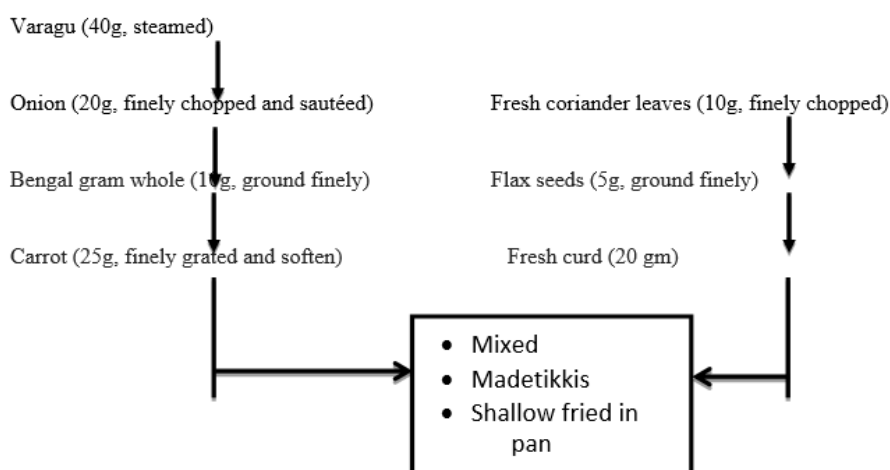 Varagu (40g, steamed)
Onion (20g, finely chopped and sautéed)
Bengal gram whole (10g, ground finely)
Carrot (25g, finely grated and soften)
Fresh coriander leaves (10g, finely chopped)
Flax seeds (5g, ground finely)
Fresh curd (20 gm)
• Mixed
• Madetikkis
• Shallow fried in
pan